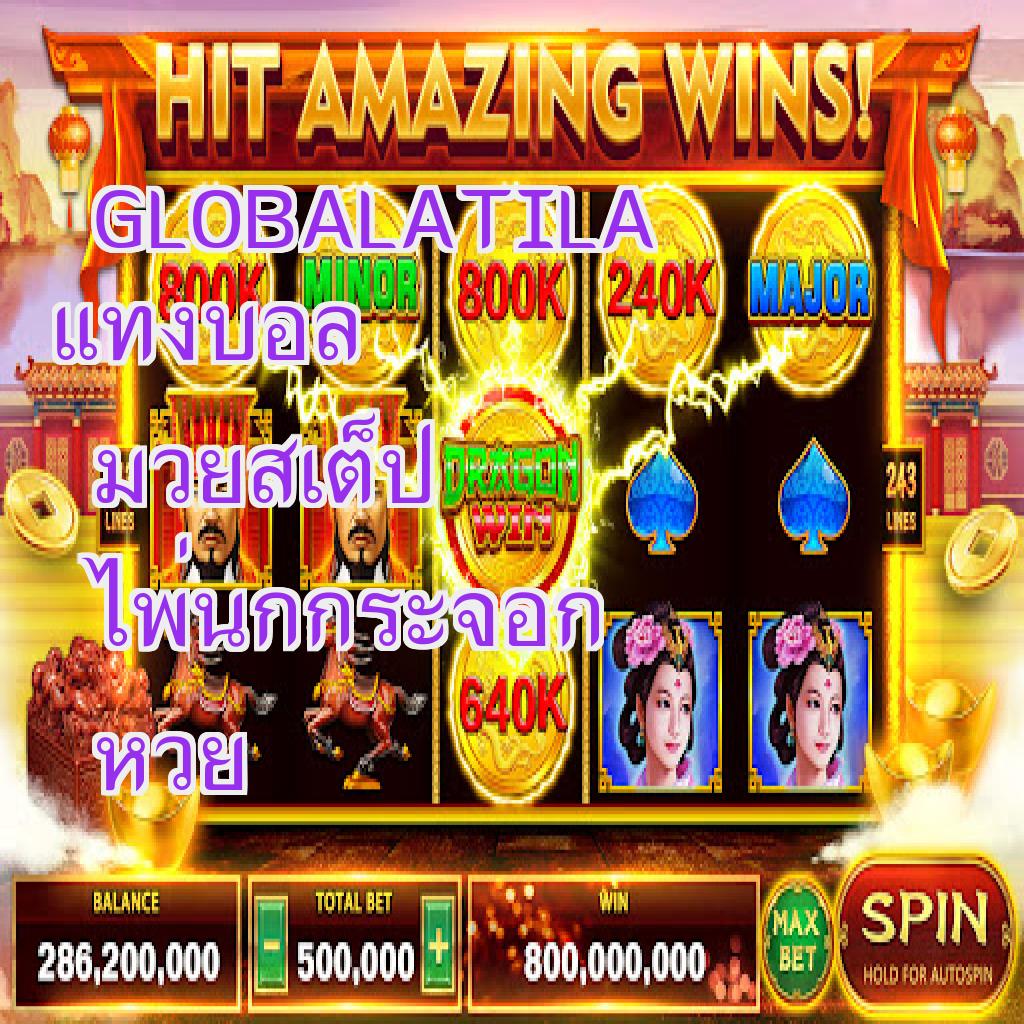 HIT AMAZING WINS!
GLOBALATILA
800K MINOR 800K 240K MAJOR
แทงบอล
มวยสเต็ป
DRAGON WIN
243 LINES
LINES
ไพ่นกกระจอก
640K
หวย
BALANCE TOTAL BET WIN
286,200,000 - 500,000 + 800,000,000
MAX BET
SPIN
HOLD FOR AUTOSPIN